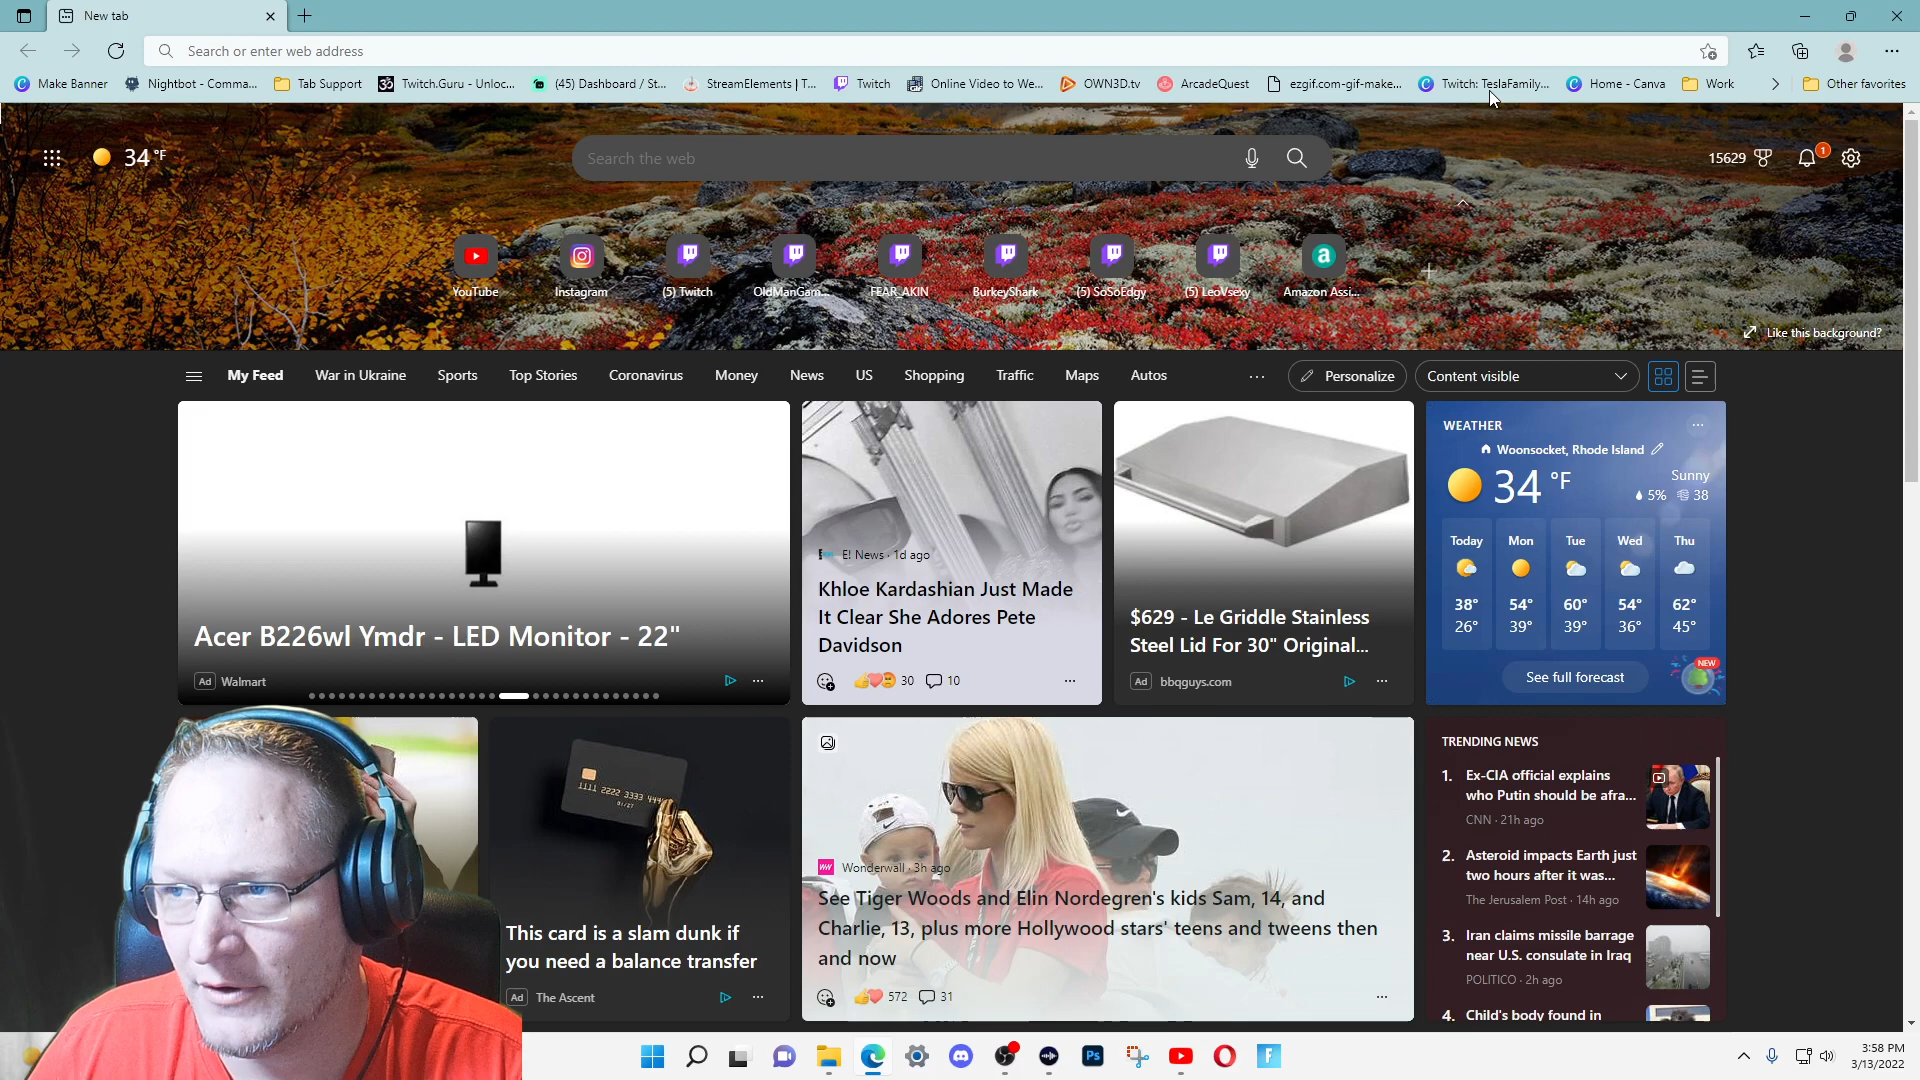 New tab
Search or enter web address
Make Banner
Nightbot - Comma...
Tab Support
Twitch.Guru - Unloc...
(45) Dashboard / St...
StreamElements | T...
Twitch
Online Video to We...
OWN3D.tv
ArcadeQuest
ezgif.com-gif-make...
Twitch: TeslaFamily...
Home - Canva
Work
Other favorites
34 °F
Search the web
15629
1
YouTube
Instagram
(5) Twitch
OldManGam...
FEAR_AKIN
BurkeyShark
(5) SoSoEdgy
(5) LeoVsexy
Amazon Assi...
Like this background?
My Feed
War in Ukraine
Sports
Top Stories
Coronavirus
Money
News
US
Shopping
Traffic
Maps
Autos
Personalize
Content visible
Acer B226wl Ymdr - LED Monitor - 22"
Ad Walmart
E! News · 1d ago
Khloe Kardashian Just Made
It Clear She Adores Pete
Davidson
30
10
$629 - Le Griddle Stainless
Steel Lid For 30" Original...
Ad bbqguys.com
WEATHER
Woonsocket, Rhode Island
34 °F
Sunny
5% 38
Today Mon Tue Wed Thu
38° 54° 60° 54° 62°
26° 39° 39° 36° 45°
NEW
See full forecast
1111 2222 3333 444
This card is a slam dunk if
you need a balance transfer
Ad The Ascent
Wonderwall · 3h ago
See Tiger Woods and Elin Nordegren's kids Sam, 14, and
Charlie, 13, plus more Hollywood stars' teens and tweens then
and now
572
31
TRENDING NEWS
1. Ex-CIA official explains
who Putin should be afra...
CNN · 21h ago
2. Asteroid impacts Earth just
two hours after it was...
The Jerusalem Post · 14h ago
3. Iran claims missile barrage
near U.S. consulate in Iraq
POLITICO · 2h ago
4. Child's body found in
Ps
3:58 PM
3/13/2022